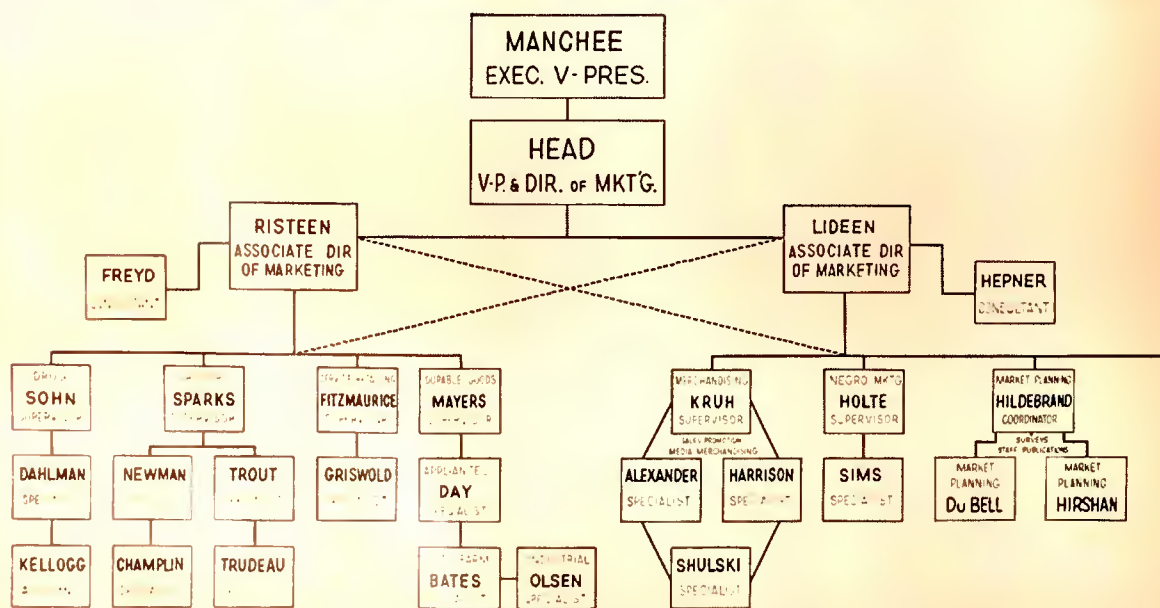 MANCHEE
EXEC. V-PRES.
HEAD
V-P. & DIR. OF MKT'G.
RISTEEN
ASSOCIATE DIR
OF MARKETING
LIDEEN
ASSOCIATE DIR
OF MARKETING
FREYD
HEPNER
CONSULTANT
SOHN
SPARKS
FITZMAURICE
DURABLE GOODS
MAYERS
MERCHANDISING
KRUH
SUPERVISOR
NEGRO MKTG
HOLTE
SUPERVISOR
MARKET PLANNING
HILDEBRAND
COORDINATOR
SALES PROMOTION
MEDIA MERCHANDISING
SURVEYS
STAFF PUBLICATIONS
DAHLMAN
NEWMAN
TROUT
GRISWOLD
DAY
ALEXANDER
SPECIALIST
HARRISON
SPECIALIST
SIMS
SPECIALIST
MARKET
PLANNING
Du BELL
MARKET
PLANNING
HIRSHAN
KELLOGG
CHAMPLIN
TRUDEAU
BATES
INDUSTRIAL
OLSEN
SPECIALIST
SHULSKI
SPECIALIST